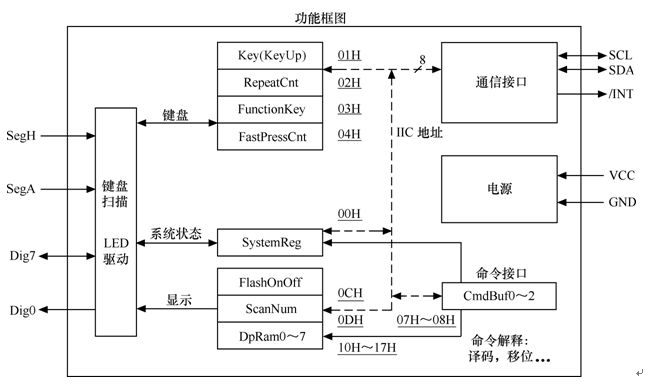 功能框图
Key(KeyUp) 01H
RepeatCnt 02H
FunctionKey 03H
FastPressCnt 04H
键盘
8
通信接口
SCL
SDA
/INT
IIC 地址
SegH
SegA
Dig7
Dig0
键盘
扫描
LED
驱动
电源
VCC
GND
系统状态
SystemReg
00H
显示
FlashOnOff
ScanNum
DpRam0～7
0CH
0DH
10H～17H
命令接口
CmdBuf0～2
07H～08H
命令解释:
译码，移位…